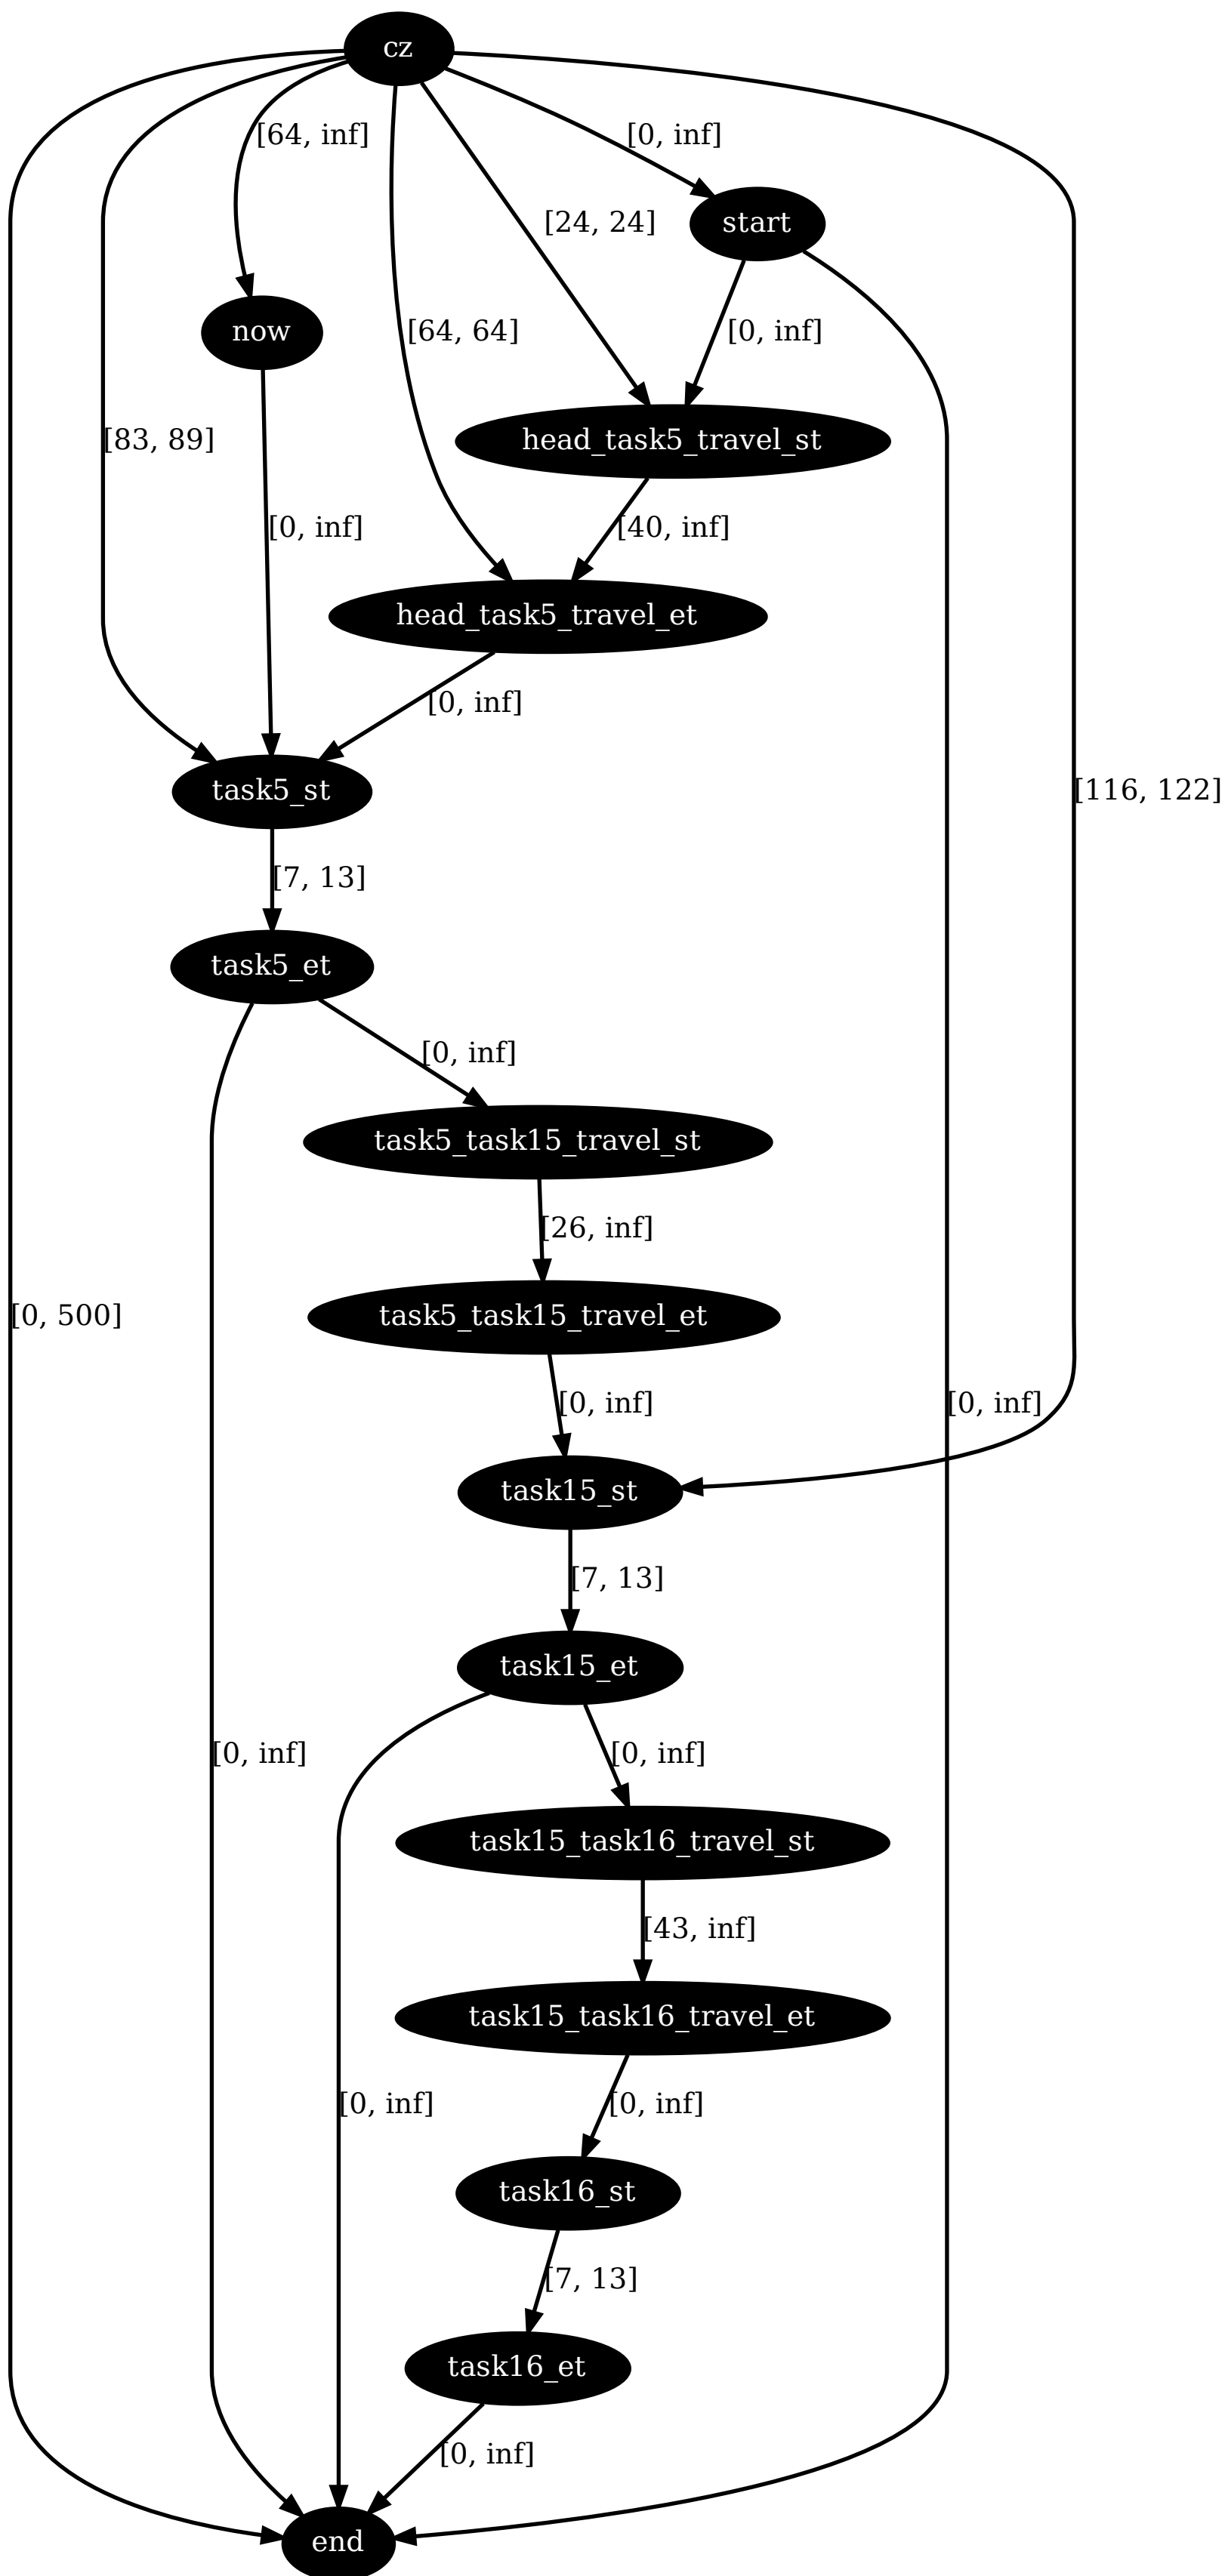 cz
[64, inf]
[0, inf]
start
[24, 24]
now
[64, 64]
[0, inf]
[83, 89]
head_task5_travel_st
[0, inf]
[40, inf]
head_task5_travel_et
[0, inf]
task5_st
[116, 122]
[7, 13]
task5_et
[0, inf]
task5_task15_travel_st
[26, inf]
[0, 500]
task5_task15_travel_et
[0, inf]
[0, inf]
task15_st
[7, 13]
task15_et
[0, inf]
[0, inf]
task15_task16_travel_st
[43, inf]
task15_task16_travel_et
[0, inf]
[0, inf]
task16_st
[7, 13]
task16_et
[0, inf]
end